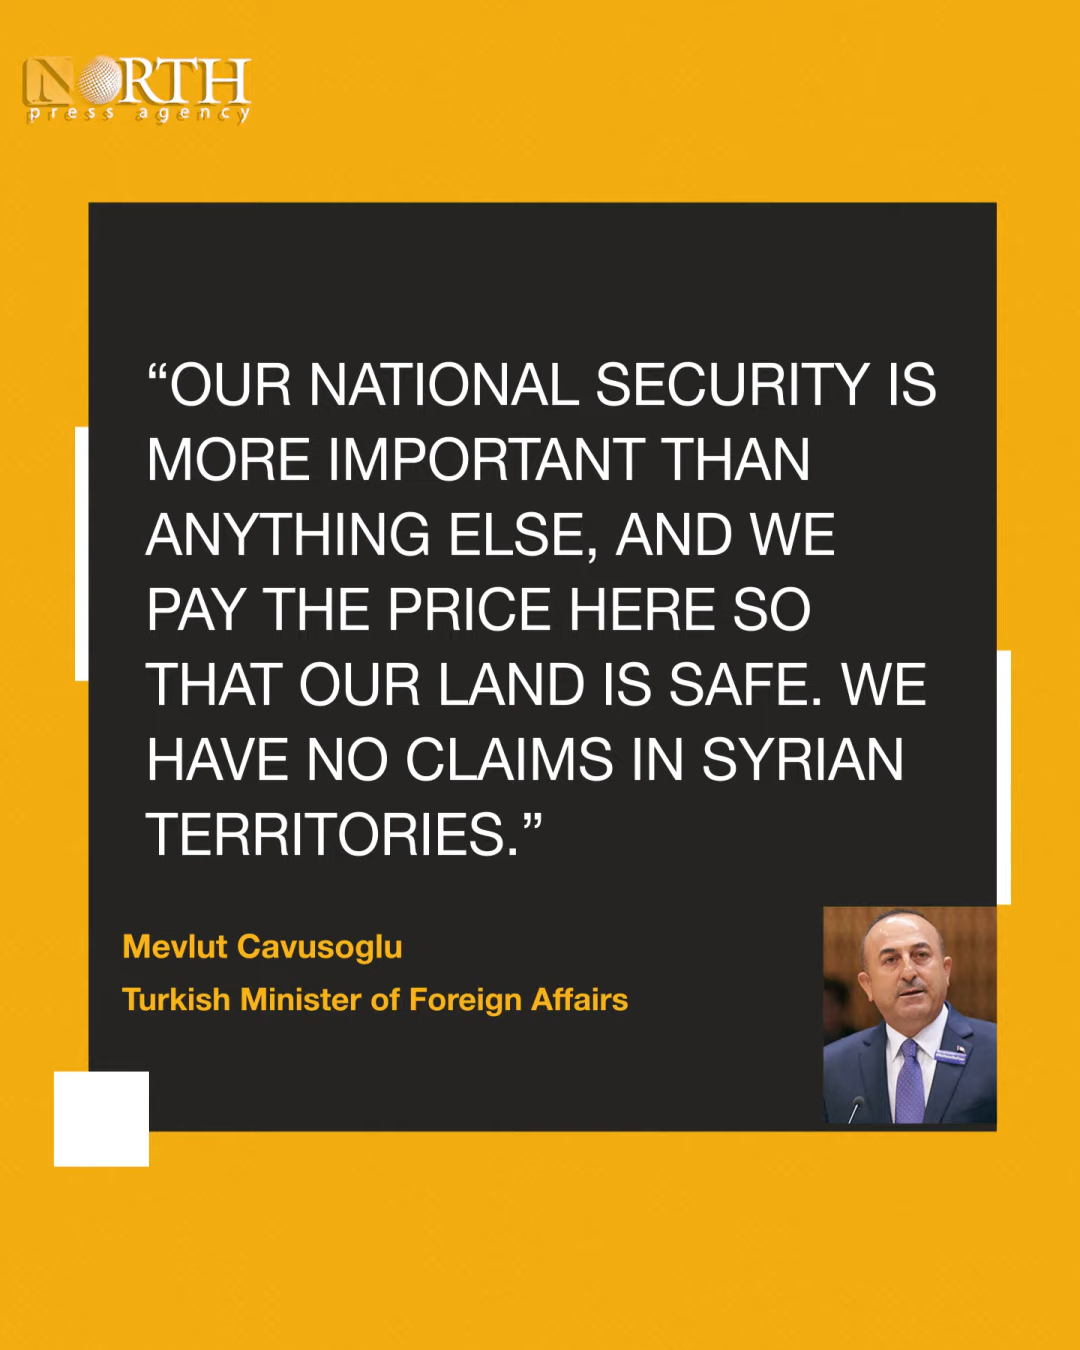 NORTH
press agency
“OUR NATIONAL SECURITY IS
MORE IMPORTANT THAN
ANYTHING ELSE, AND WE
PAY THE PRICE HERE SO
THAT OUR LAND IS SAFE. WE
HAVE NO CLAIMS IN SYRIAN
TERRITORIES.”
Mevlut Cavusoglu
Turkish Minister of Foreign Affairs